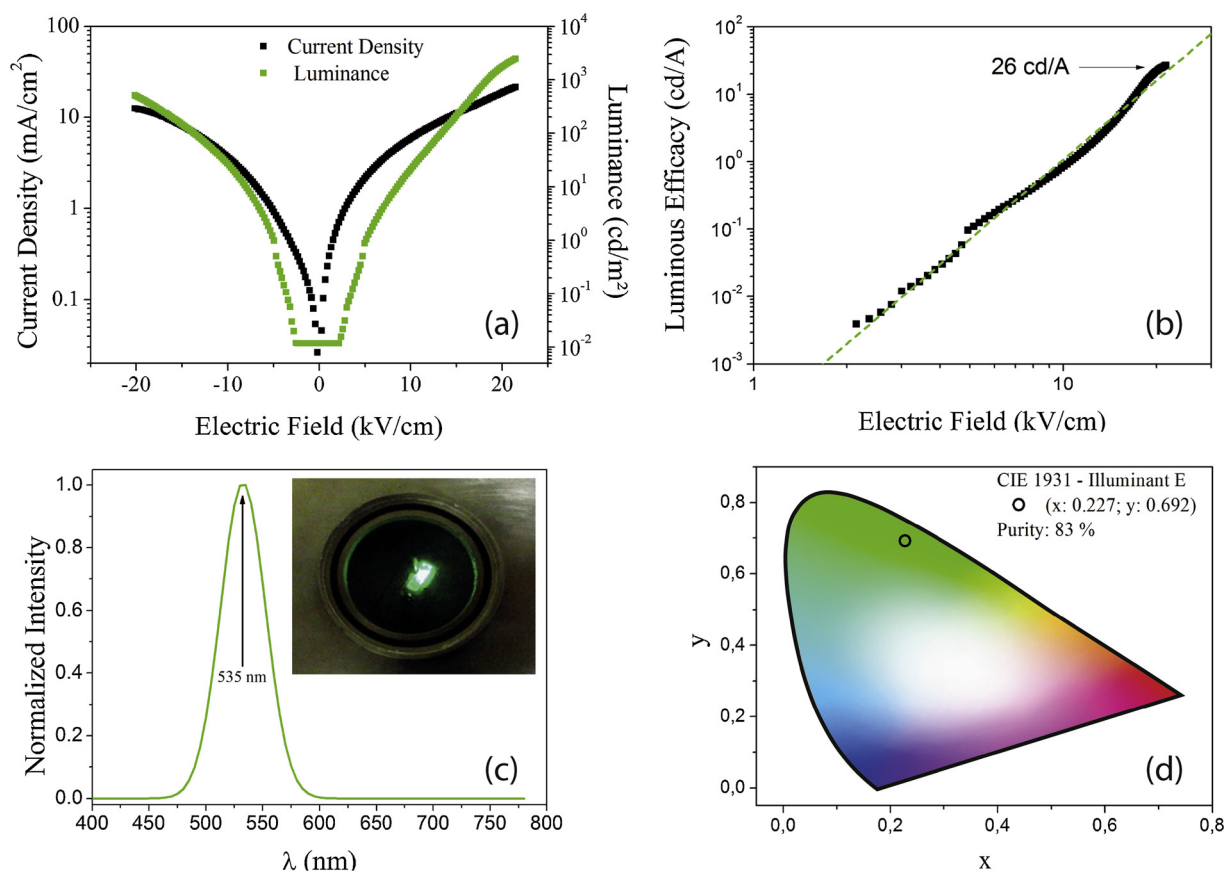 100
10
1
0.1
Current Density (mA/cm²)
Current Density
Luminance
10⁴
10³
10²
10¹
10⁰
10⁻¹
10⁻²
Luminance (cd/m²)
(a)
-20 -10 0 10 20
Electric Field (kV/cm)
10²
10¹
10⁰
10⁻¹
10⁻²
10⁻³
Luminous Efficacy (cd/A)
26 cd/A
(b)
1 10
Electric Field (kV/cm)
1.0
0.8
0.6
0.4
0.2
0.0
Normalized Intensity
535 nm
(c)
400 450 500 550 600 650 700 750 800
λ (nm)
CIE 1931 - Illuminant E
(x: 0.227; y: 0.692)
Purity: 83 %
0,8
0,6
0,4
0,2
0,0
y
(d)
0,0 0,2 0,4 0,6 0,8
x